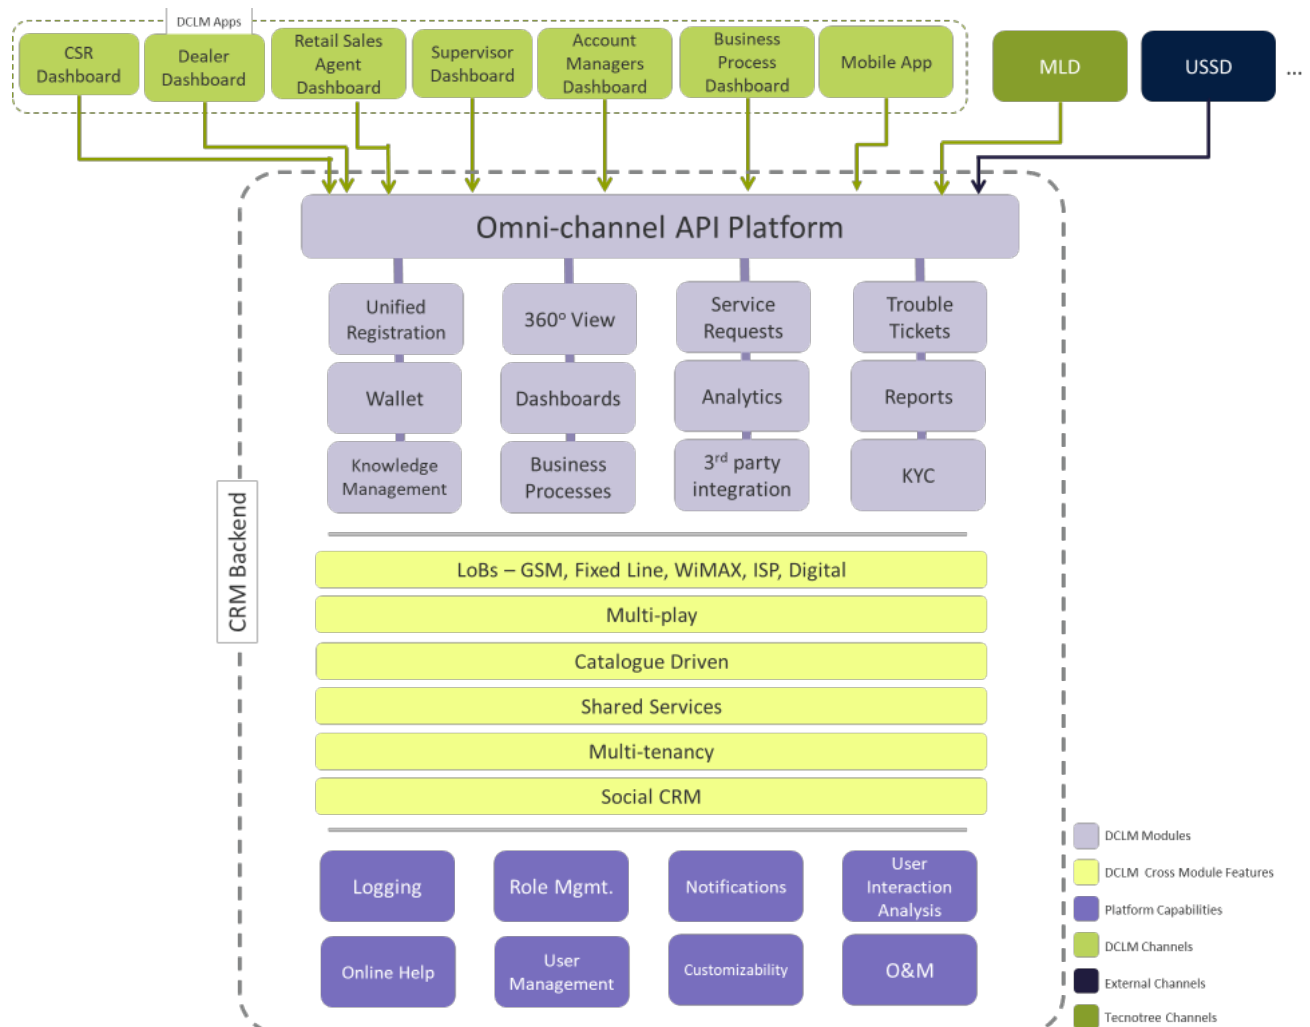 DCLM Apps
CSR
Dashboard
Dealer
Dashboard
Retail Sales
Agent
Dashboard
Supervisor
Dashboard
Account
Managers
Dashboard
Business
Process
Dashboard
Mobile App
MLD
USSD
...
Omni-channel API Platform
Unified
Registration
360° View
Service
Requests
Trouble
Tickets
Wallet
Dashboards
Analytics
Reports
Knowledge
Management
Business
Processes
3rd party
integration
KYC
CRM Backend
LoBs – GSM, Fixed Line, WiMAX, ISP, Digital
Multi-play
Catalogue Driven
Shared Services
Multi-tenancy
Social CRM
Logging
Role Mgmt.
Notifications
User
Interaction
Analysis
Online Help
User
Management
Customizability
O&M
DCLM Modules
DCLM Cross Module Features
Platform Capabilities
DCLM Channels
External Channels
Tecnotree Channels